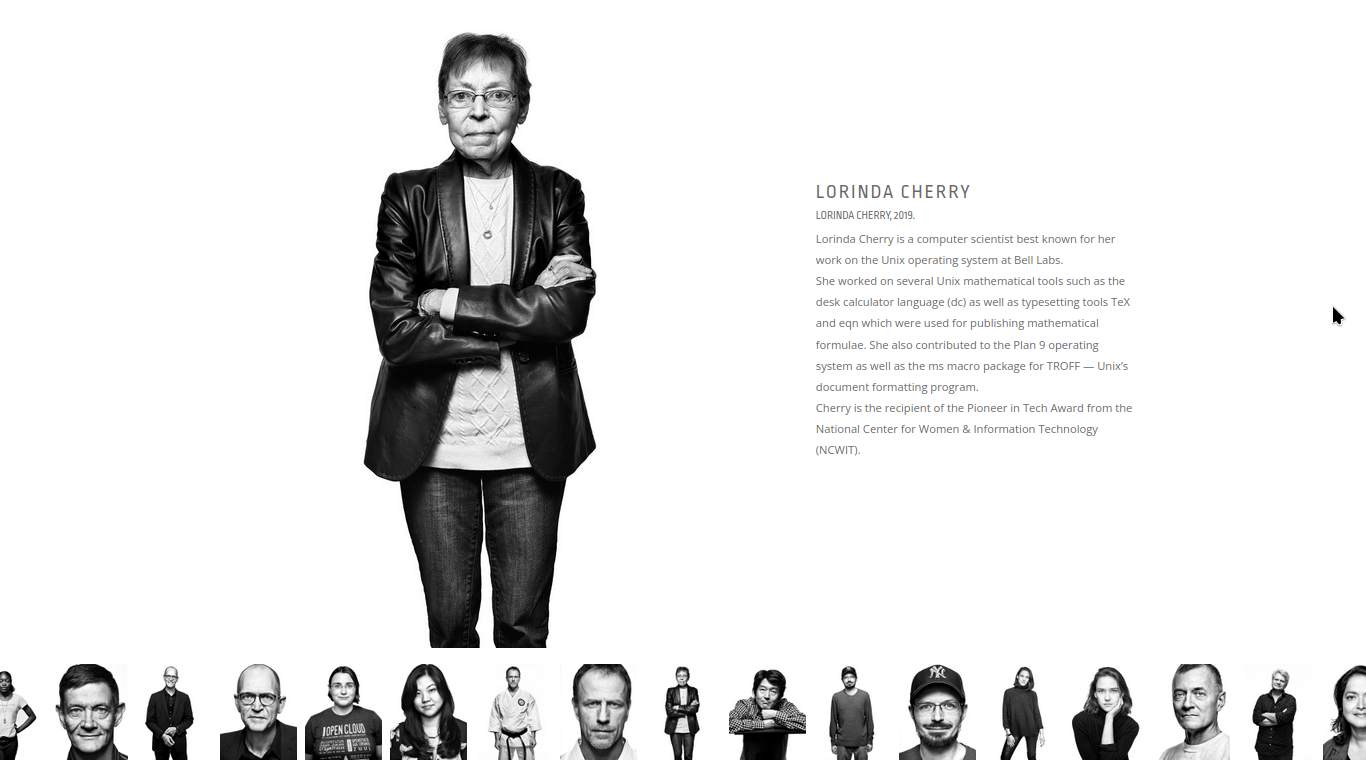 LORINDA CHERRY
LORINDA CHERRY, 2019.
Lorinda Cherry is a computer scientist best known for her
work on the Unix operating system at Bell Labs.
She worked on several Unix mathematical tools such as the
desk calculator language (dc) as well as typesetting tools TeX
and eqn which were used for publishing mathematical
formulae. She also contributed to the Plan 9 operating
system as well as the ms macro package for TROFF — Unix’s
document formatting program.
Cherry is the recipient of the Pioneer in Tech Award from the
National Center for Women & Information Technology
(NCWIT).
OPEN CLOUD